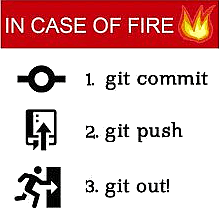 IN CASE OF FIRE
1. git commit
2. git push
3. git out!